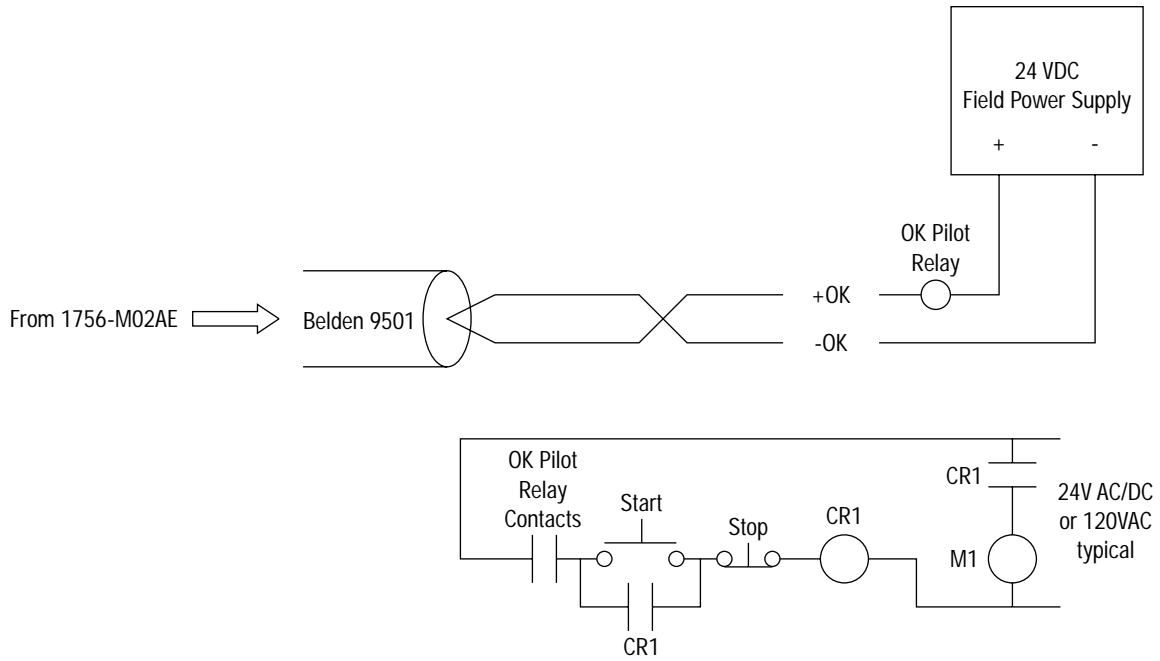 24 VDC
Field Power Supply
+ -
OK Pilot
Relay
From 1756-M02AE
Belden 9501
+OK
-OK
OK Pilot
Relay
Contacts
Start
Stop
CR1
CR1
CR1
M1
24V AC/DC
or 120VAC
typical